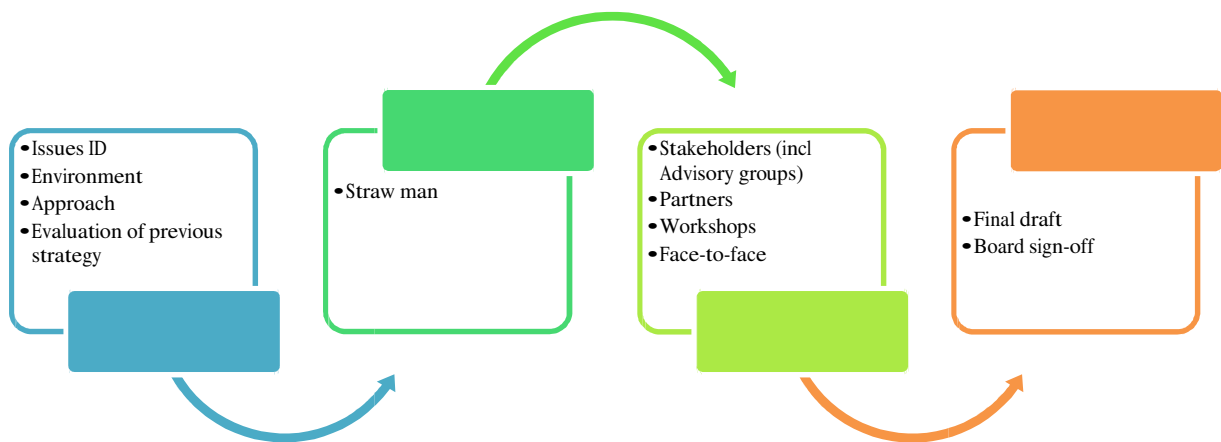 • Issues ID
• Environment
• Approach
• Evaluation of previous
strategy
• Straw man
• Stakeholders (incl
Advisory groups)
• Partners
• Workshops
• Face-to-face
• Final draft
• Board sign-off